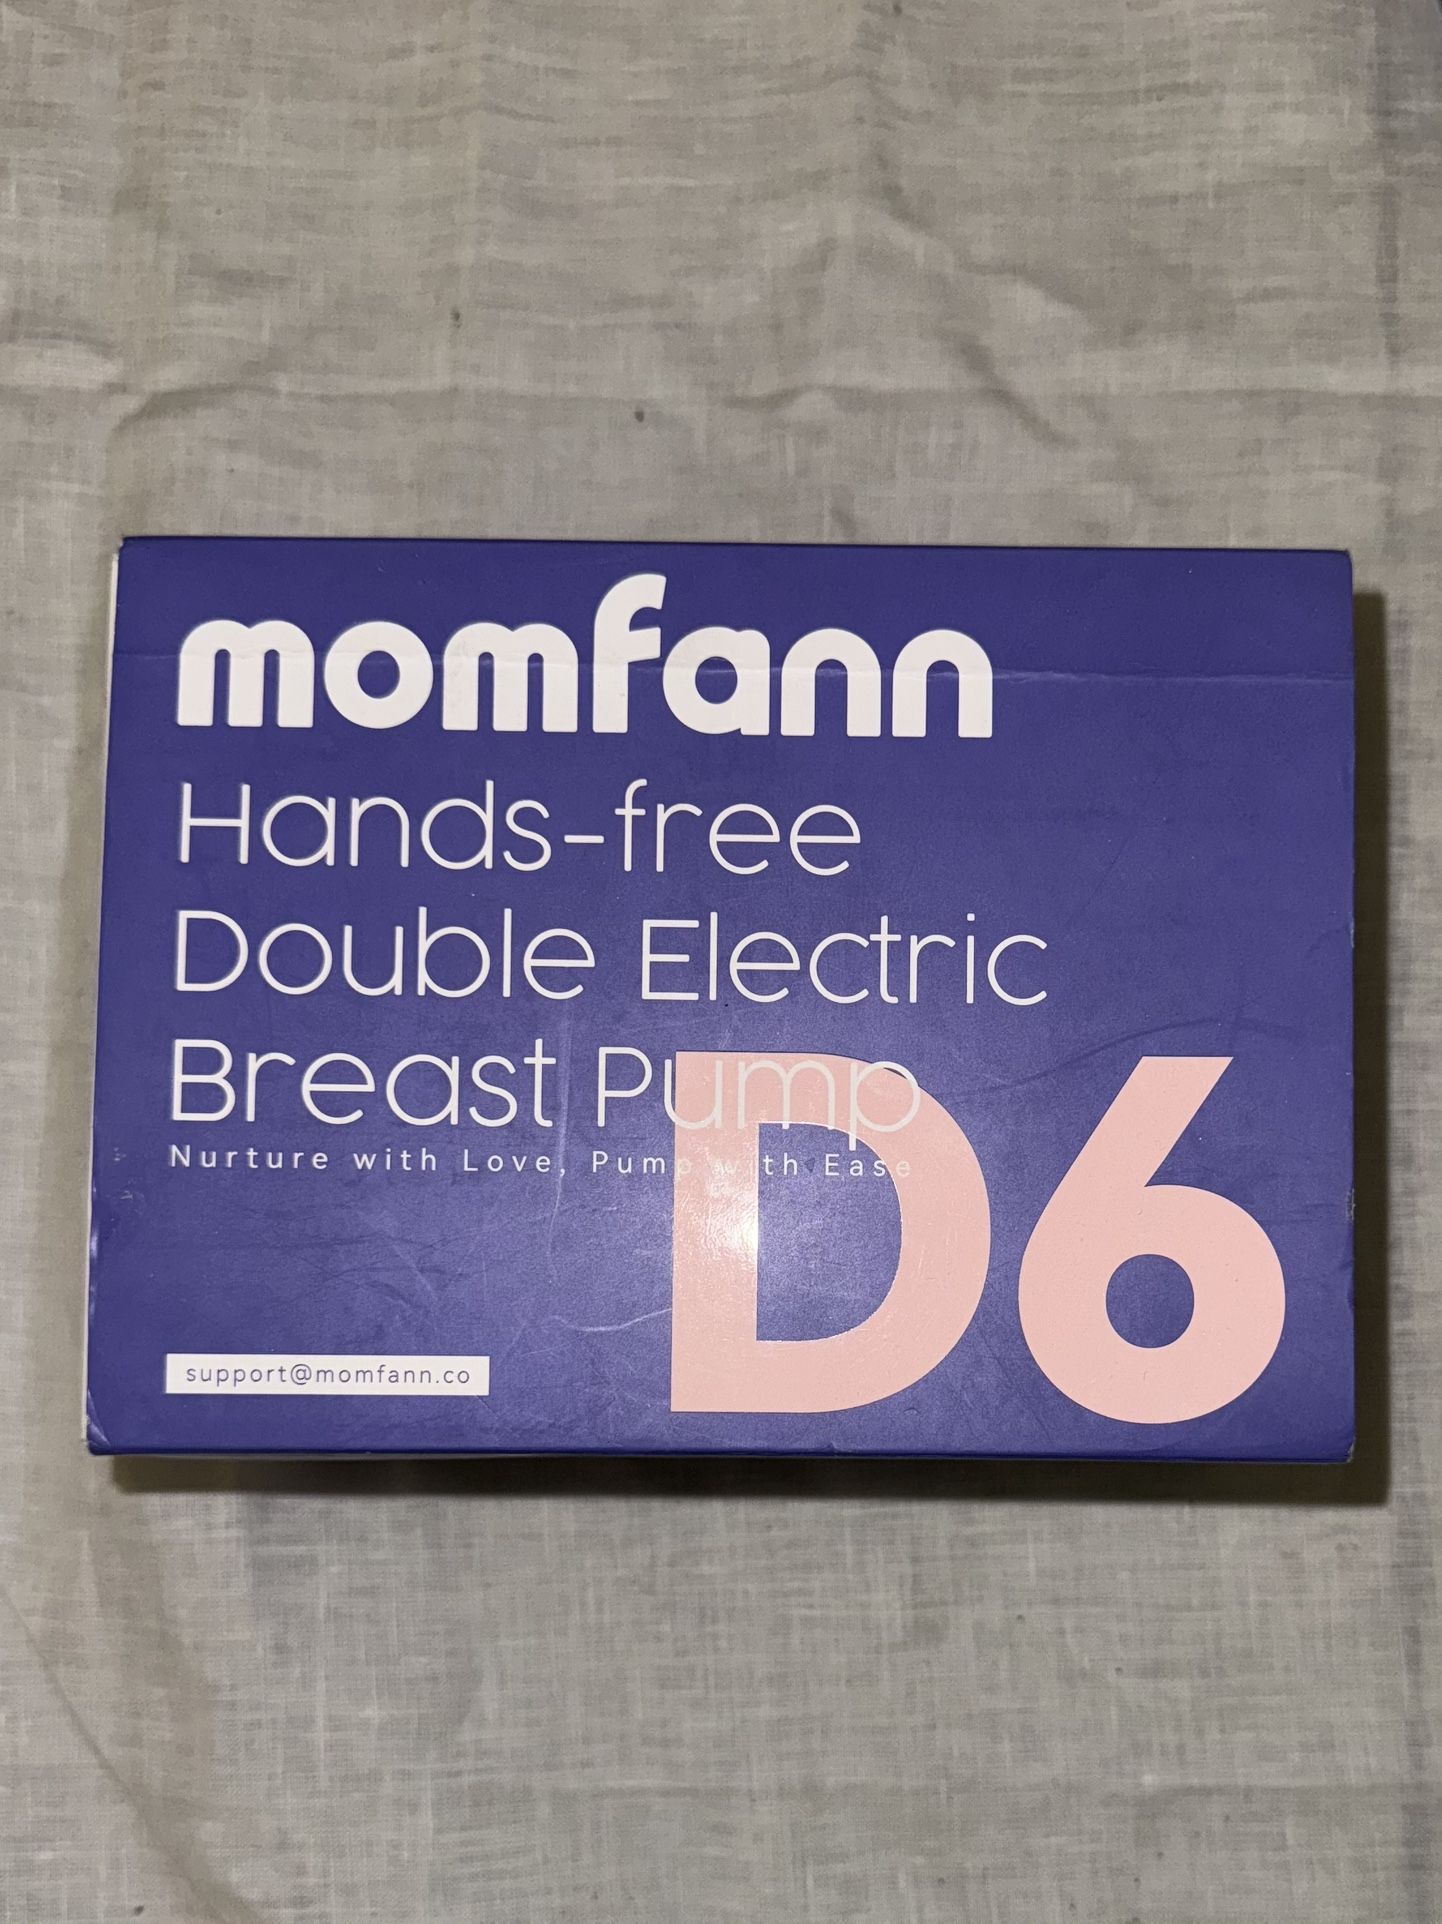 momfann
Hands-free
Double Electric
Breast Pump
Nurture with Love, Pump with Ease
D6
support@momfann.co